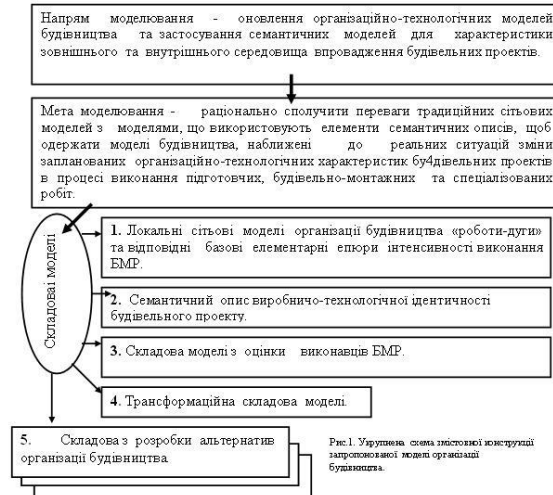 Напрям моделювання - оновлення організаційно-технологічних моделей
будівництва та застосування семантичних моделей для характеристики
зовнішнього та внутрішнього середовища впровадження будівельних проектів.
Мета моделювання - раціонально сполучити переваги традиційних сітьових
моделей з моделями, що використовують елементи семантичних описів, щоб
одержати моделі будівництва, наближені до реальних ситуацій зміни
запланованих організаційно-технологічних характеристик бу4дівельних проектів
в процесі виконання підготовчих, будівельно-монтажних та спеціалізованих
робіт.
Складоваі моделі
1. Локальні сітьові моделі організації будівництва «роботи-дуги»
та відповідні базові елементарні епюри інтенсивності виконання
БМР.
2. Семантичний опис виробничо-технологічної ідентичності
будівельного проекту.
3. Складова моделі з оцінки виконавців БМР.
4. Трансформаційна складова моделі.
5. Складова з розробки альтернатив
організації будівництва
Рис.1. Укрупнена схема змістовної конструкції
запропонованої моделі організації
будівництва.